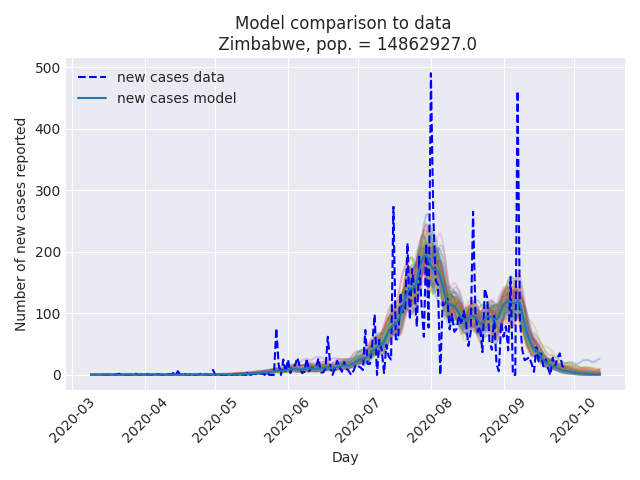 Model comparison to data
Zimbabwe, pop. = 14862927.0
new cases data
new cases model
Number of new cases reported
500
400
300
200
100
0
2020-03
2020-04
2020-05
2020-06
2020-07
2020-08
2020-09
2020-10
Day